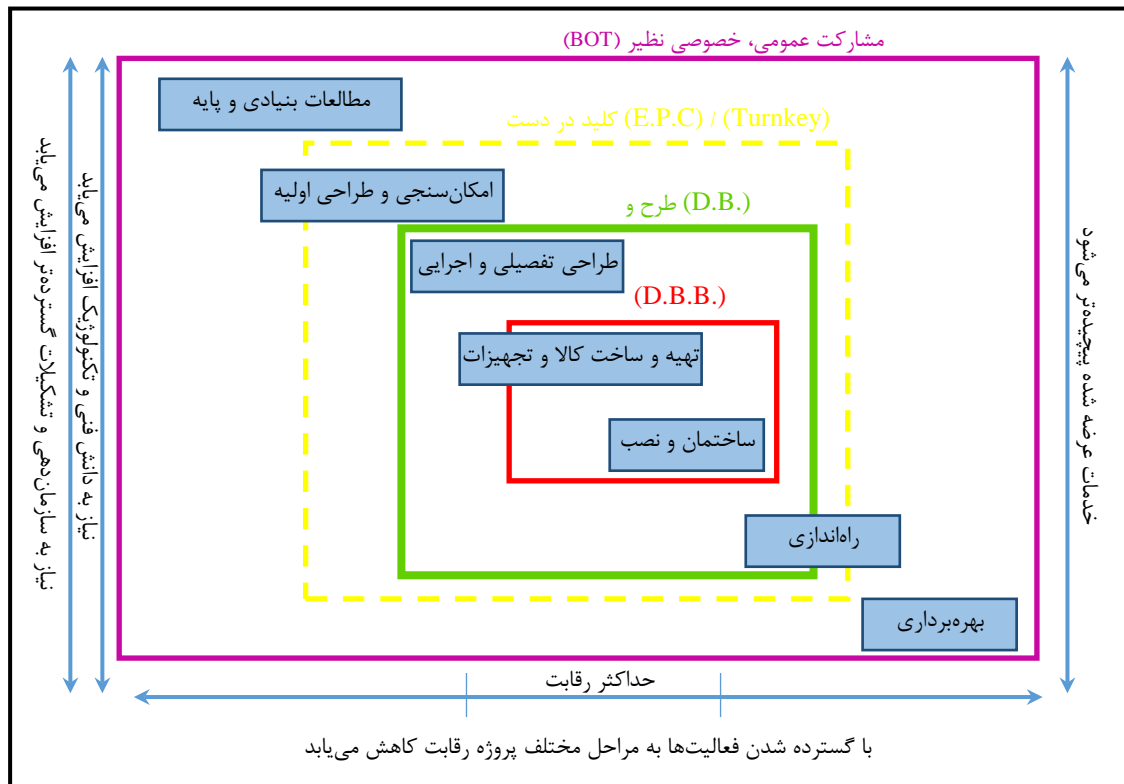 مشارکت عمومی، خصوصی نظیر (BOT)
مطالعات بنیادی و پایه
کلید در دست (E.P.C) / (Turnkey)
امکان‌سنجی و طراحی اولیه
طرح و (D.B.)
طراحی تفصیلی و اجرایی
(D.B.B.)
تهیه و ساخت کالا و تجهیزات
ساختمان و نصب
راه‌اندازی
بهره‌برداری
خدمات عرضه شده پیچیده‌تر می‌شود
نیاز به دانش فنی و تکنولوژیک افزایش می‌یابد
نیاز به سازمان‌دهی و تشکیلات گسترده‌تر افزایش می‌یابد
حداکثر رقابت
با گسترده شدن فعالیت‌ها به مراحل مختلف پروژه رقابت کاهش می‌یابد